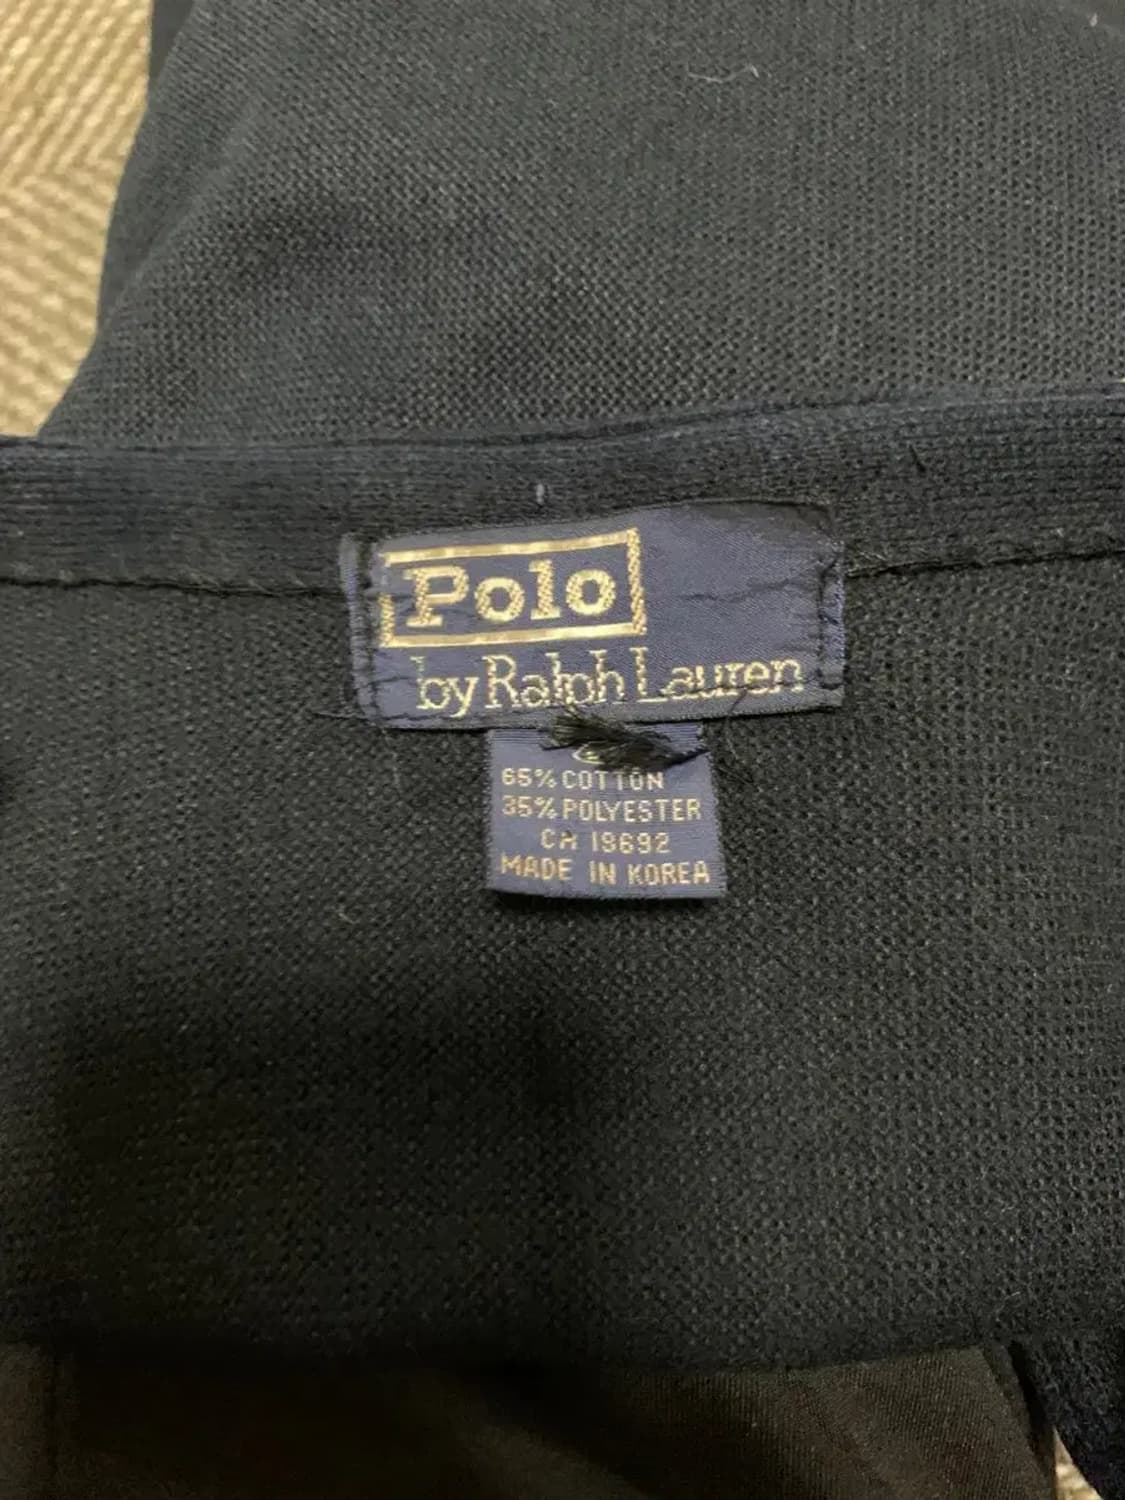 Polo
by Ralph Lauren
65% COTTON
35% POLYESTER
CA 19692
MADE IN KOREA